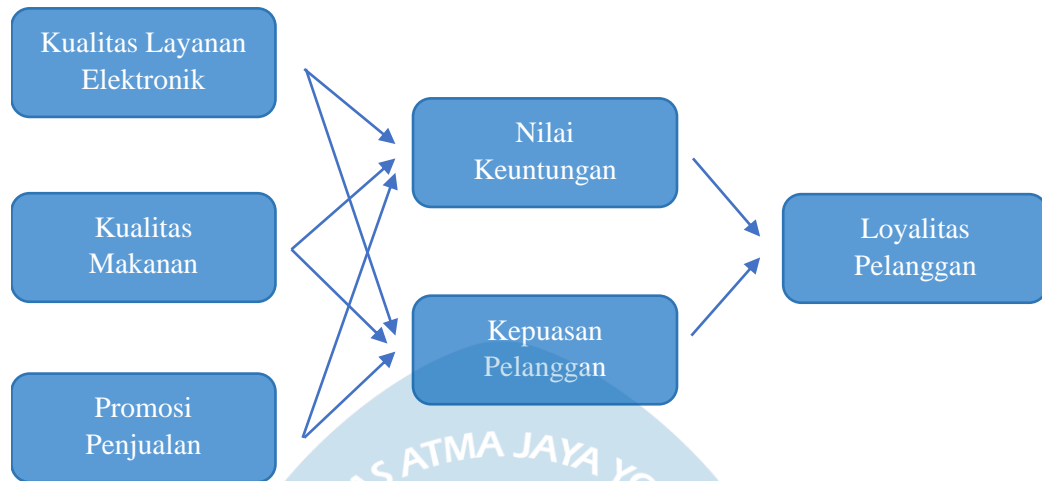 Kualitas Layanan
Elektronik
Nilai
Keuntungan
Kualitas
Makanan
Loyalitas
Pelanggan
Kepuasan
Pelanggan
Promosi
Penjualan
ATMA JAYA